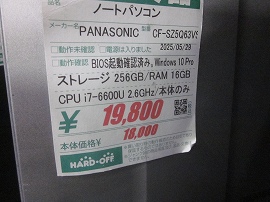 ノートパソコン
メーカー名 PANASONIC 型番 CF-SZ5Q63VS
□動作未確認 □電源は入りました 2025/05/29
□動作確認 BIOS起動確認済み。Windows 10 Pro
ストレージ 256GB/RAM 16GB
CPU i7-6600U 2.6GHz/本体のみ
¥ 19,800
本体価格¥ 18,000
HARD-OFF